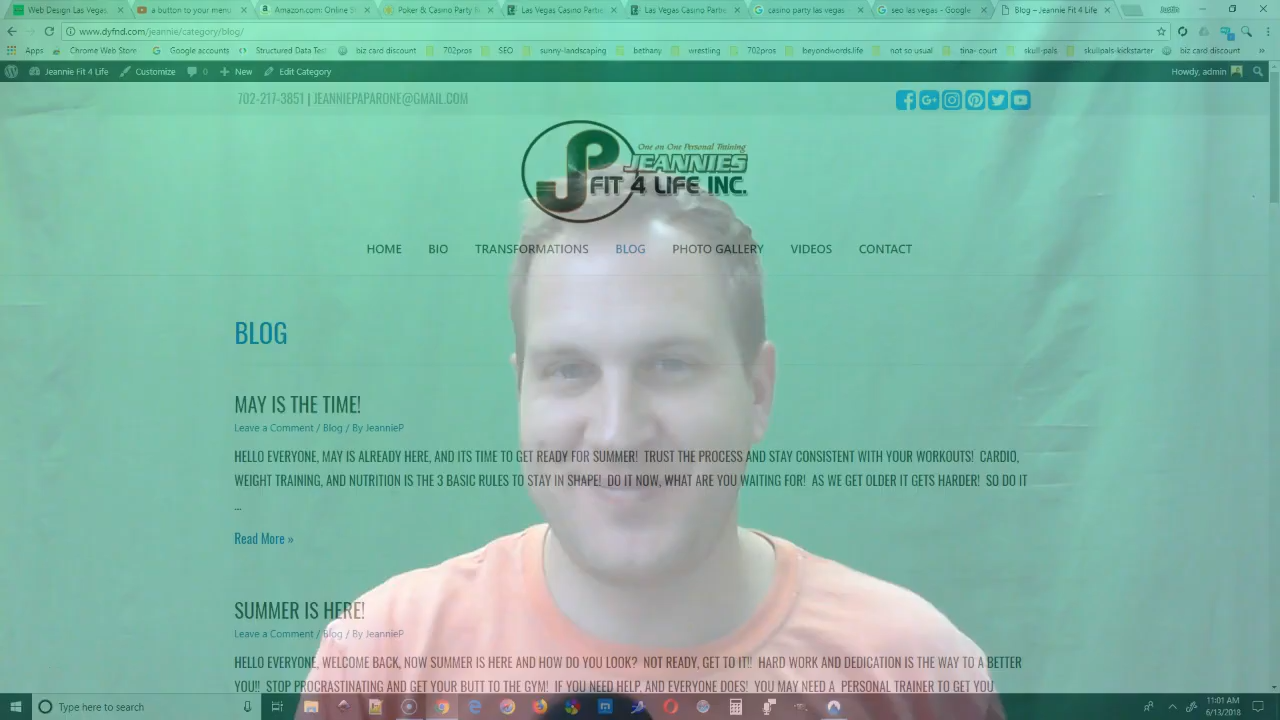 Web Design Las Vegas
a button to your menu
Amazon.com: Online S
Poker & Casino Party R
Las Vegas Casino Partie
Las Vegas Casino Partie
casino party las vegas -
seo las vegas - Google
Blog – Jeannie Fit 4 Life
www.dyfnd.com/jeannie/category/blog/
Apps Chrome Web Store Google accounts Structured Data Test biz card discount 702pros SEO sunny-landscaping bethany wrestling 702pros beyondwords.life not so usual tina- court skull-pals skullpals-kickstarter biz card discount »
Jeannie Fit 4 Life Customize 0 New Edit Category Howdy, admin
702-217-3851 | JEANNIEPAPARONE@GMAIL.COM
One on One Personal Training
JEANNIES
FIT 4 LIFE INC.
HOME BIO TRANSFORMATIONS BLOG PHOTO GALLERY VIDEOS CONTACT
BLOG
MAY IS THE TIME!
Leave a Comment / Blog / By JeannieP
HELLO EVERYONE, MAY IS ALREADY HERE, AND ITS TIME TO GET READY FOR SUMMER! TRUST THE PROCESS AND STAY CONSISTENT WITH YOUR WORKOUTS! CARDIO,
WEIGHT TRAINING, AND NUTRITION IS THE 3 BASIC RULES TO STAY IN SHAPE! DO IT NOW, WHAT ARE YOU WAITING FOR! AS WE GET OLDER IT GETS HARDER! SO DO IT
…
Read More »
SUMMER IS HERE!
Leave a Comment / Blog / By JeannieP
HELLO EVERYONE, WELCOME BACK, NOW SUMMER IS HERE AND HOW DO YOU LOOK? NOT READY, GET TO IT!! HARD WORK AND DEDICATION IS THE WAY TO A BETTER
YOU!! STOP PROCRASTINATING AND GET YOUR BUTT TO THE GYM! IF YOU NEED HELP, AND EVERYONE DOES! YOU MAY NEED A PERSONAL TRAINER TO GET YOU
Type here to search
11:01 AM
6/13/2018